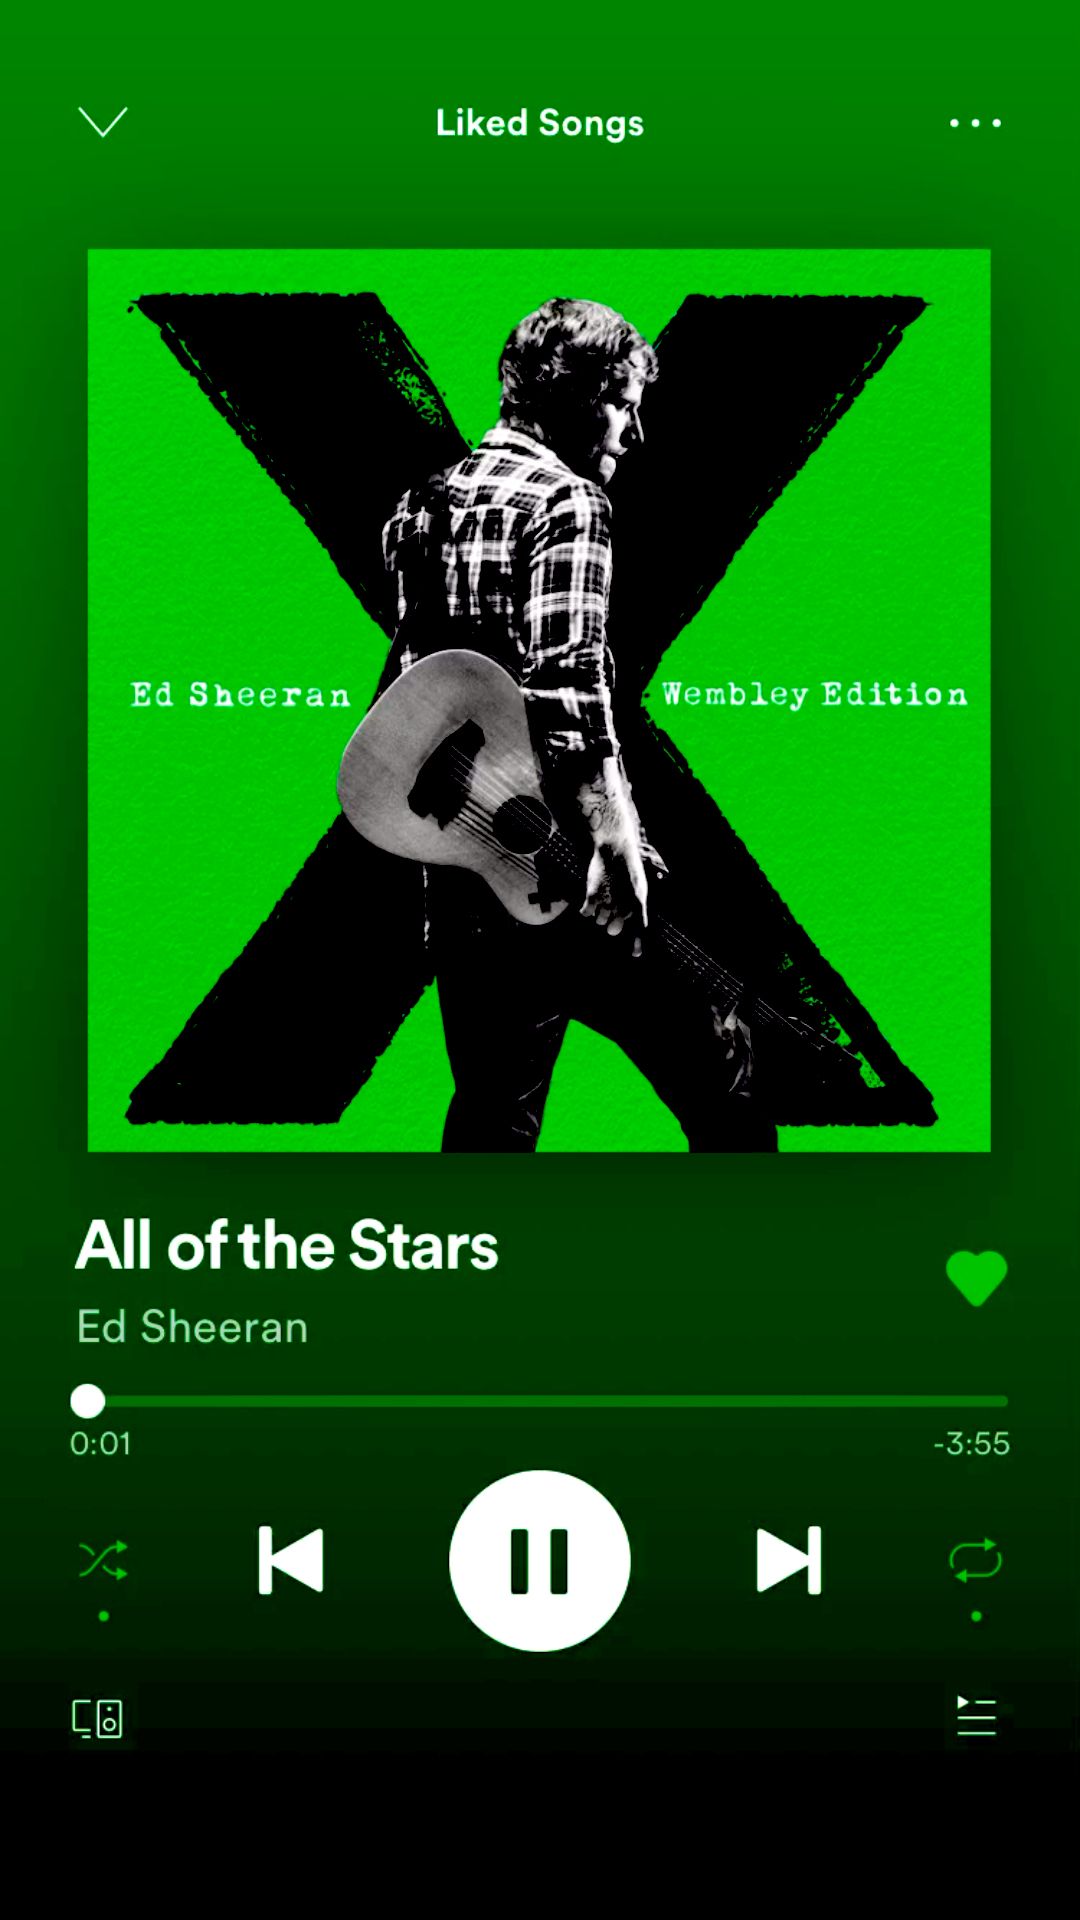 Liked Songs
Ed Sheeran
Wembley Edition
All of the Stars
Ed Sheeran
0:01
-3:55